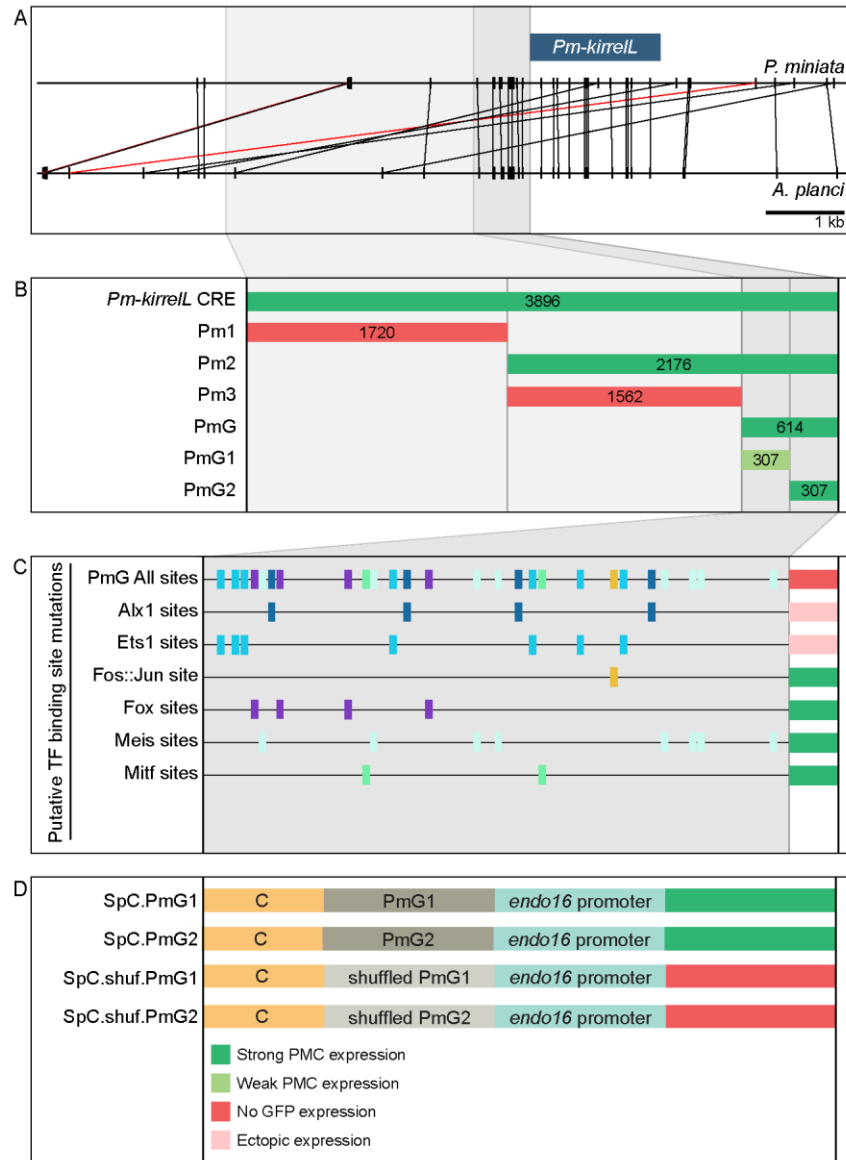 A
Pm-kirrelL
P. miniata
A. planci
1 kb
B
Pm-kirrelL CRE
3896
Pm1
1720
Pm2
2176
Pm3
1562
PmG
614
PmG1
307
PmG2
307
C
Putative TF binding site mutations
PmG All sites
Alx1 sites
Ets1 sites
Fos::Jun site
Fox sites
Meis sites
Mitf sites
D
SpC.PmG1
C
PmG1
endo16 promoter
SpC.PmG2
C
PmG2
endo16 promoter
SpC.shuf.PmG1
C
shuffled PmG1
endo16 promoter
SpC.shuf.PmG2
C
shuffled PmG2
endo16 promoter
Strong PMC expression
Weak PMC expression
No GFP expression
Ectopic expression